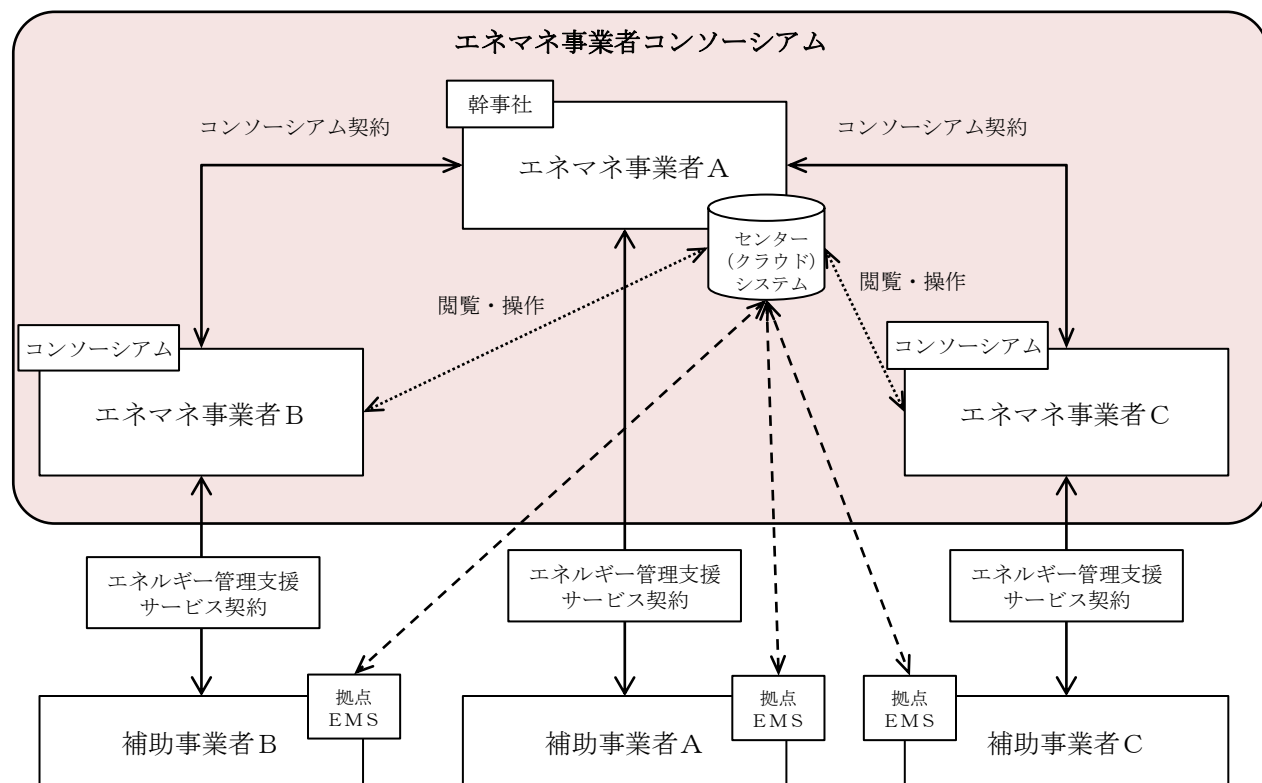 エネマネ事業者コンソーシアム
幹事社
コンソーシアム契約
コンソーシアム契約
エネマネ事業者Ａ
センター
(クラウド)
システム
閲覧・操作
閲覧・操作
コンソーシアム
コンソーシアム
エネマネ事業者Ｂ
エネマネ事業者Ｃ
エネルギー管理支援
サービス契約
エネルギー管理支援
サービス契約
エネルギー管理支援
サービス契約
拠点
ＥＭＳ
拠点
ＥＭＳ
拠点
ＥＭＳ
補助事業者Ｂ
補助事業者Ａ
補助事業者Ｃ